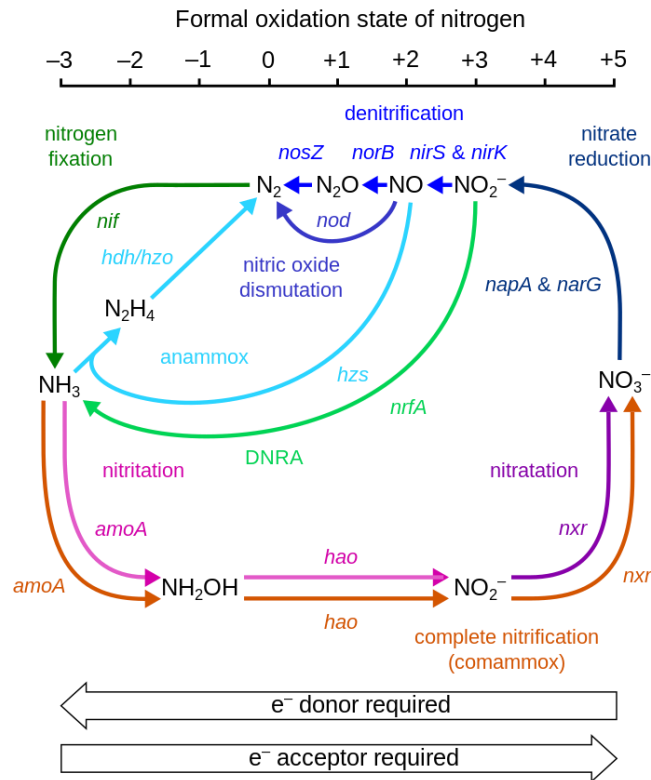 Formal oxidation state of nitrogen
–3 –2 –1 0 +1 +2 +3 +4 +5
denitrification
nitrogen
fixation
nitrate
reduction
nosZ norB nirS & nirK
N₂ N₂O NO NO₂⁻
nif
nod
hdh/hzo
nitric oxide
dismutation
napA & narG
N₂H₄
anammox
hzs
NH₃
NO₃⁻
nrfA
DNRA
nitritation
nitratation
amoA
nxr
hao
amoA
NH₂OH
NO₂⁻
nxr
hao
complete nitrification
(comammox)
e⁻ donor required
e⁻ acceptor required